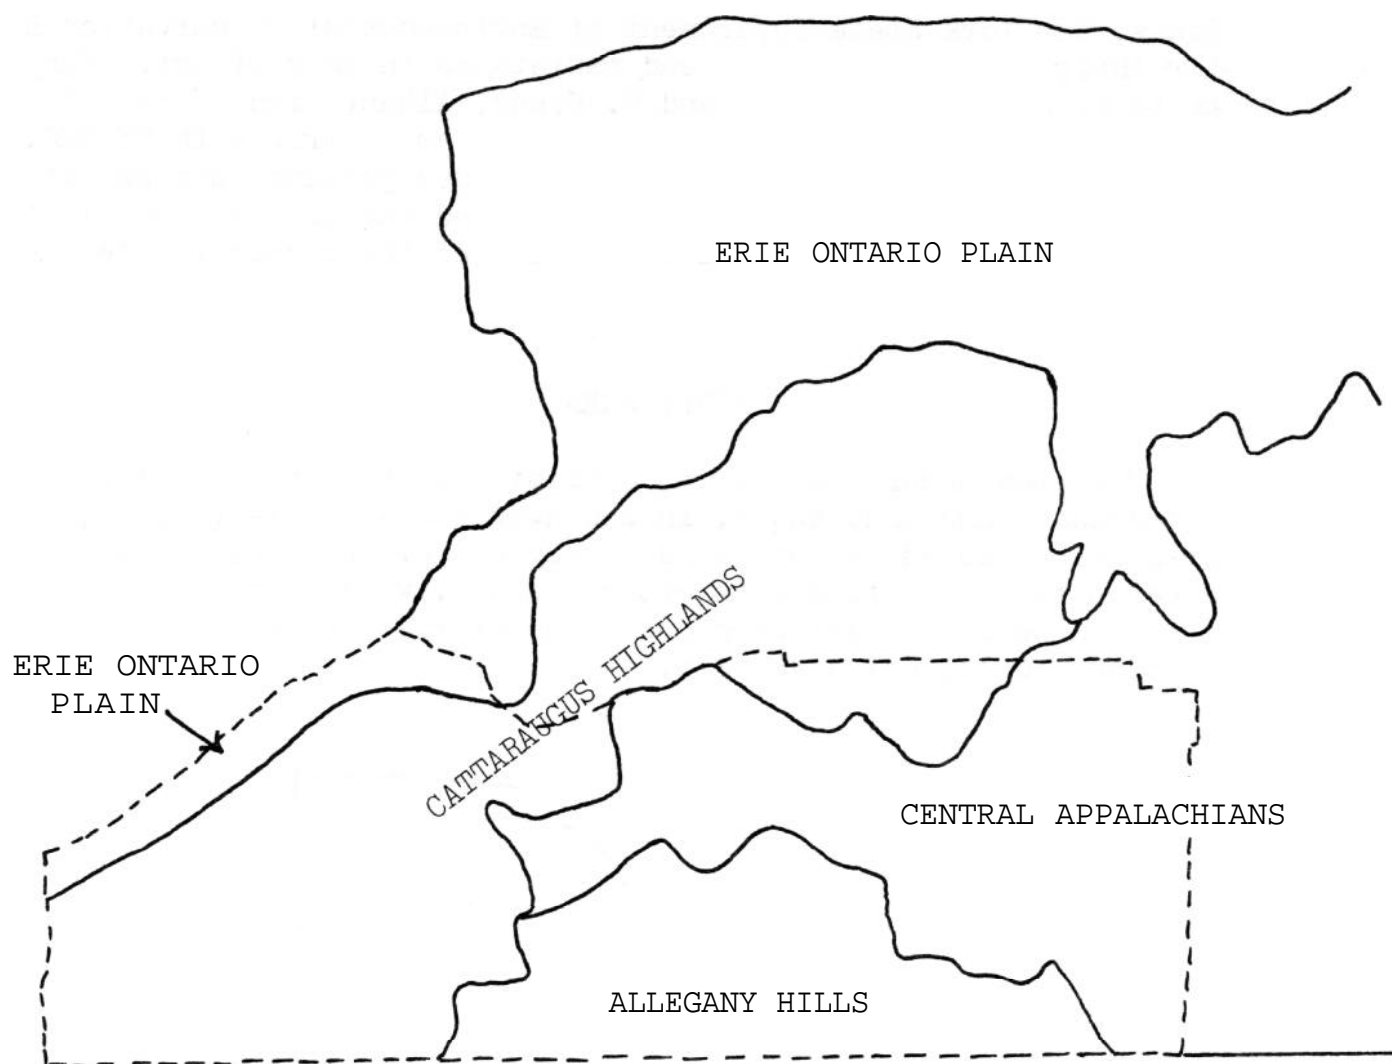 ERIE ONTARIO PLAIN
CATTARAUGUS HIGHLANDS
ERIE ONTARIO
PLAIN
CENTRAL APPALACHIANS
ALLEGANY HILLS